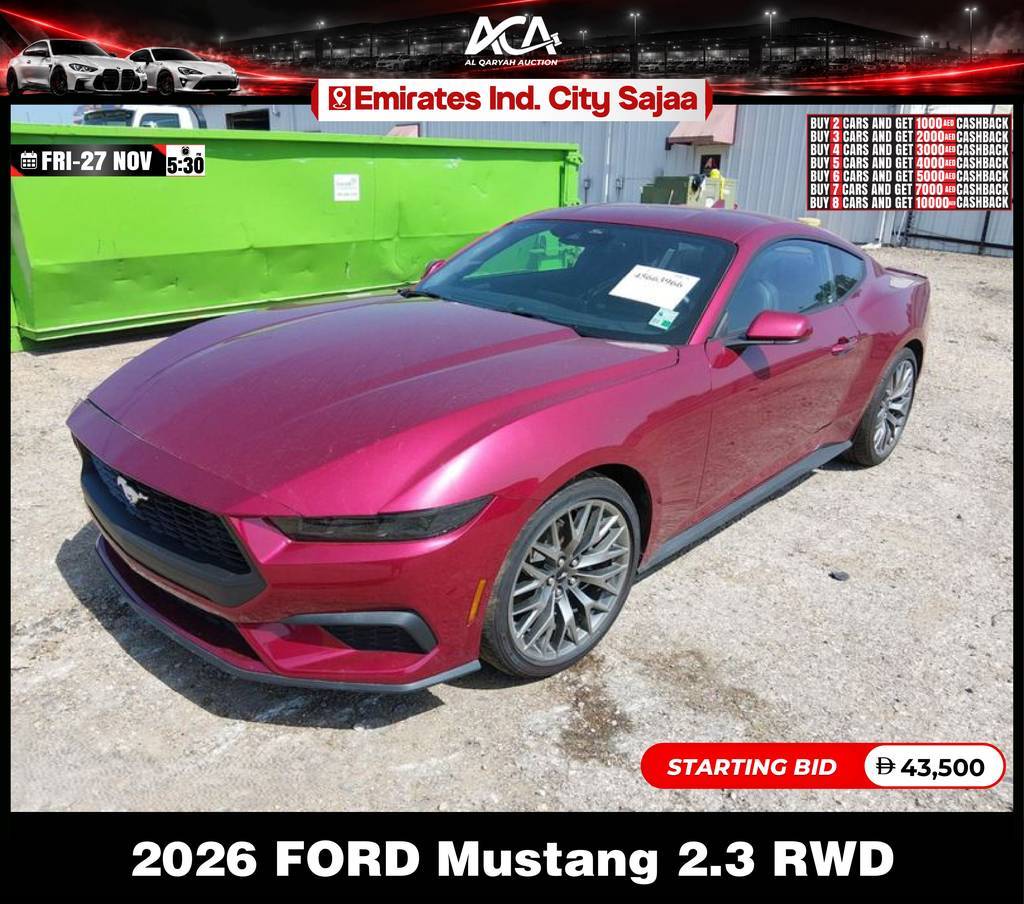 ACA
AL QARYAH AUCTION
Emirates Ind. City Sajaa
FRI-27 NOV 5:30
BUY 2 CARS AND GET 1000 AED CASHBACK
BUY 3 CARS AND GET 2000 AED CASHBACK
BUY 4 CARS AND GET 3000 AED CASHBACK
BUY 5 CARS AND GET 4000 AED CASHBACK
BUY 6 CARS AND GET 5000 AED CASHBACK
BUY 7 CARS AND GET 7000 AED CASHBACK
BUY 8 CARS AND GET 10000 AED CASHBACK
45663966
STARTING BID 43,500
2026 FORD Mustang 2.3 RWD